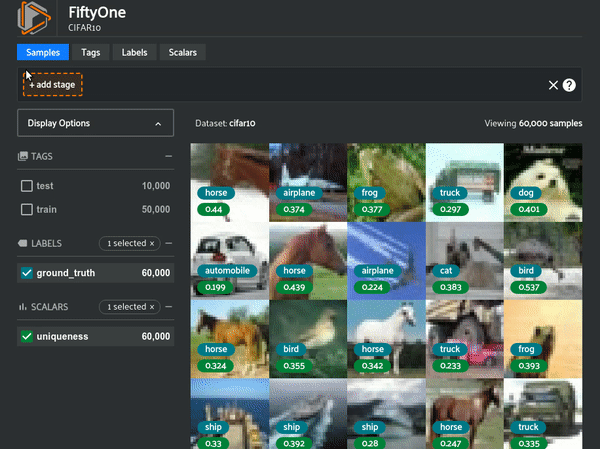 FiftyOne
CIFAR10
Samples Tags Labels Scalars
+ add stage
Display Options
Dataset: cifar10 Viewing 60,000 samples
TAGS
test 10,000
train 50,000
LABELS 1 selected ×
ground_truth 60,000
SCALARS 1 selected ×
uniqueness 60,000
horse airplane frog truck dog
0.44 0.374 0.377 0.297 0.401
automobile horse airplane cat bird
0.199 0.439 0.224 0.383 0.537
horse bird horse truck frog
0.324 0.355 0.342 0.233 0.393
ship ship ship horse truck
0.33 0.392 0.28 0.247 0.335